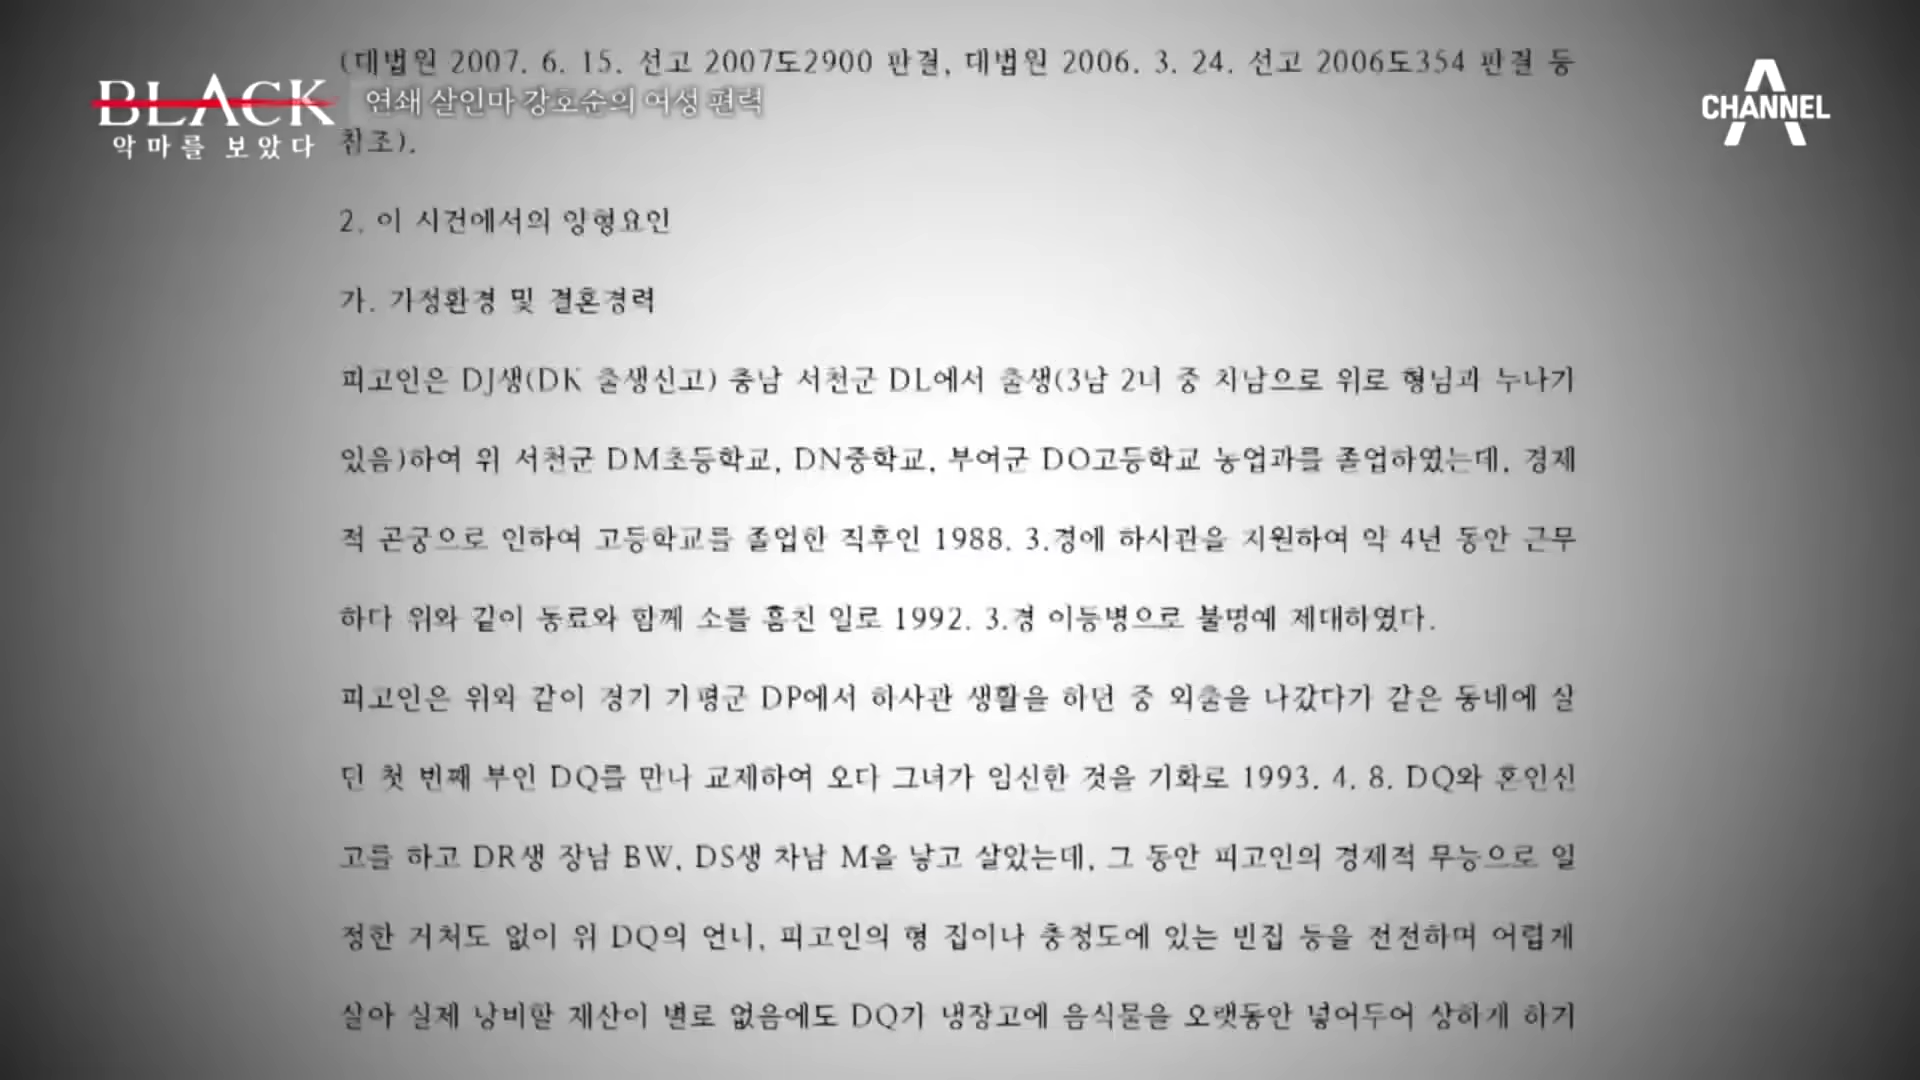 (대법원 2007. 6. 15. 선고 2007도2900 판결, 대법원 2006. 3. 24. 선고 2006도354 판결 등
BLACK
연쇄 살인마 강호순의 여성 편력
CHANNEL A
악마를 보았다
참조).
2. 이 사건에서의 양형요인
가. 가정환경 및 결혼경력
피고인은 DJ생(DK 출생신고) 충남 서천군 DL에서 출생(3남 2녀 중 차남으로 위로 형님과 누나가
있음)하여 위 서천군 DM초등학교, DN중학교, 부여군 DO고등학교 농업과를 졸업하였는데, 경제
적 곤궁으로 인하여 고등학교를 졸업한 직후인 1988. 3.경에 하사관을 지원하여 약 4년 동안 근무
하다 위와 같이 동료와 함께 소를 훔친 일로 1992. 3.경 이등병으로 불명예 제대하였다.
피고인은 위와 같이 경기 가평군 DP에서 하사관 생활을 하던 중 외출을 나갔다가 같은 동네에 살
던 첫 번째 부인 DQ를 만나 교제하여 오다 그녀가 임신한 것을 기화로 1993. 4. 8. DQ와 혼인신
고를 하고 DR생 장남 BW, DS생 차남 M을 낳고 살았는데, 그 동안 피고인의 경제적 무능으로 일
정한 거처도 없이 위 DQ의 언니, 피고인의 형 집이나 충청도에 있는 빈집 등을 전전하며 어렵게
살아 실제 낭비할 재산이 별로 없음에도 DQ가 냉장고에 음식물을 오랫동안 넣어두어 상하게 하기